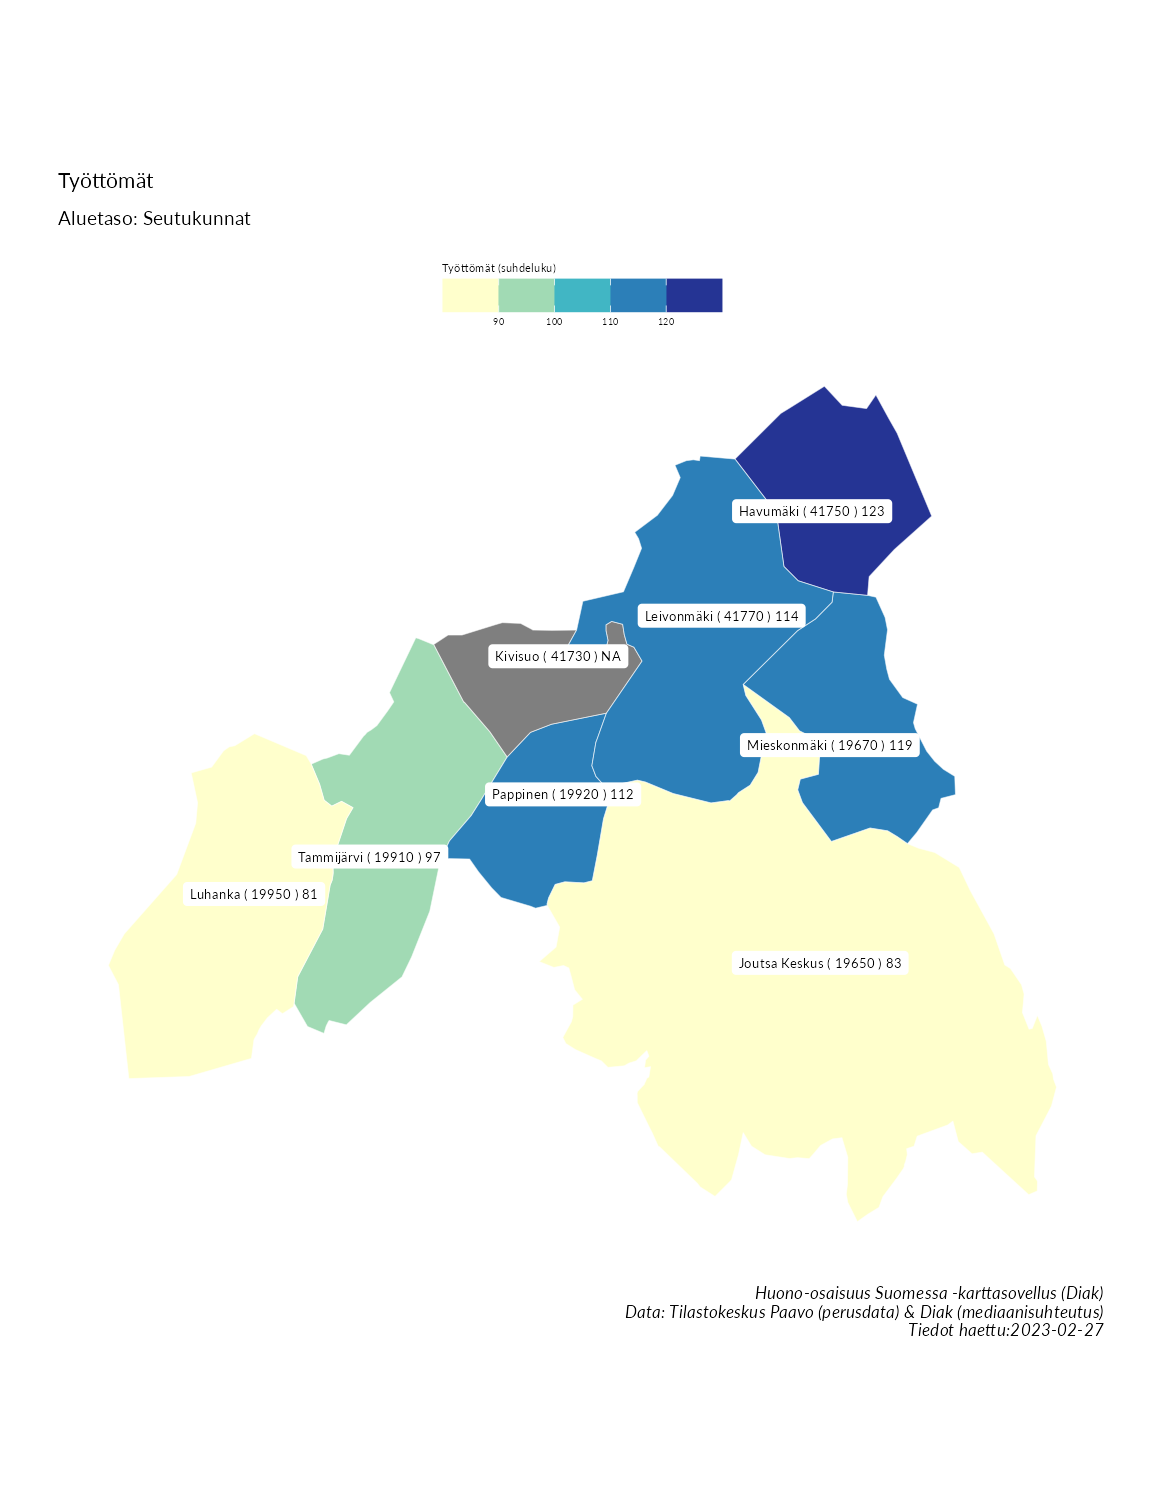 Työttömät
Aluetaso: Seutukunnat
Työttömät (suhdeluku)
90 100 110 120
Havumäki ( 41750 ) 123
Leivonmäki ( 41770 ) 114
Kivisuo ( 41730 ) NA
Mieskonmäki ( 19670 ) 119
Pappinen ( 19920 ) 112
Tammijärvi ( 19910 ) 97
Luhanka ( 19950 ) 81
Joutsa Keskus ( 19650 ) 83
Huono-osaisuus Suomessa -karttasovellus (Diak)
Data: Tilastokeskus Paavo (perusdata) & Diak (mediaanisuhteutus)
Tiedot haettu:2023-02-27